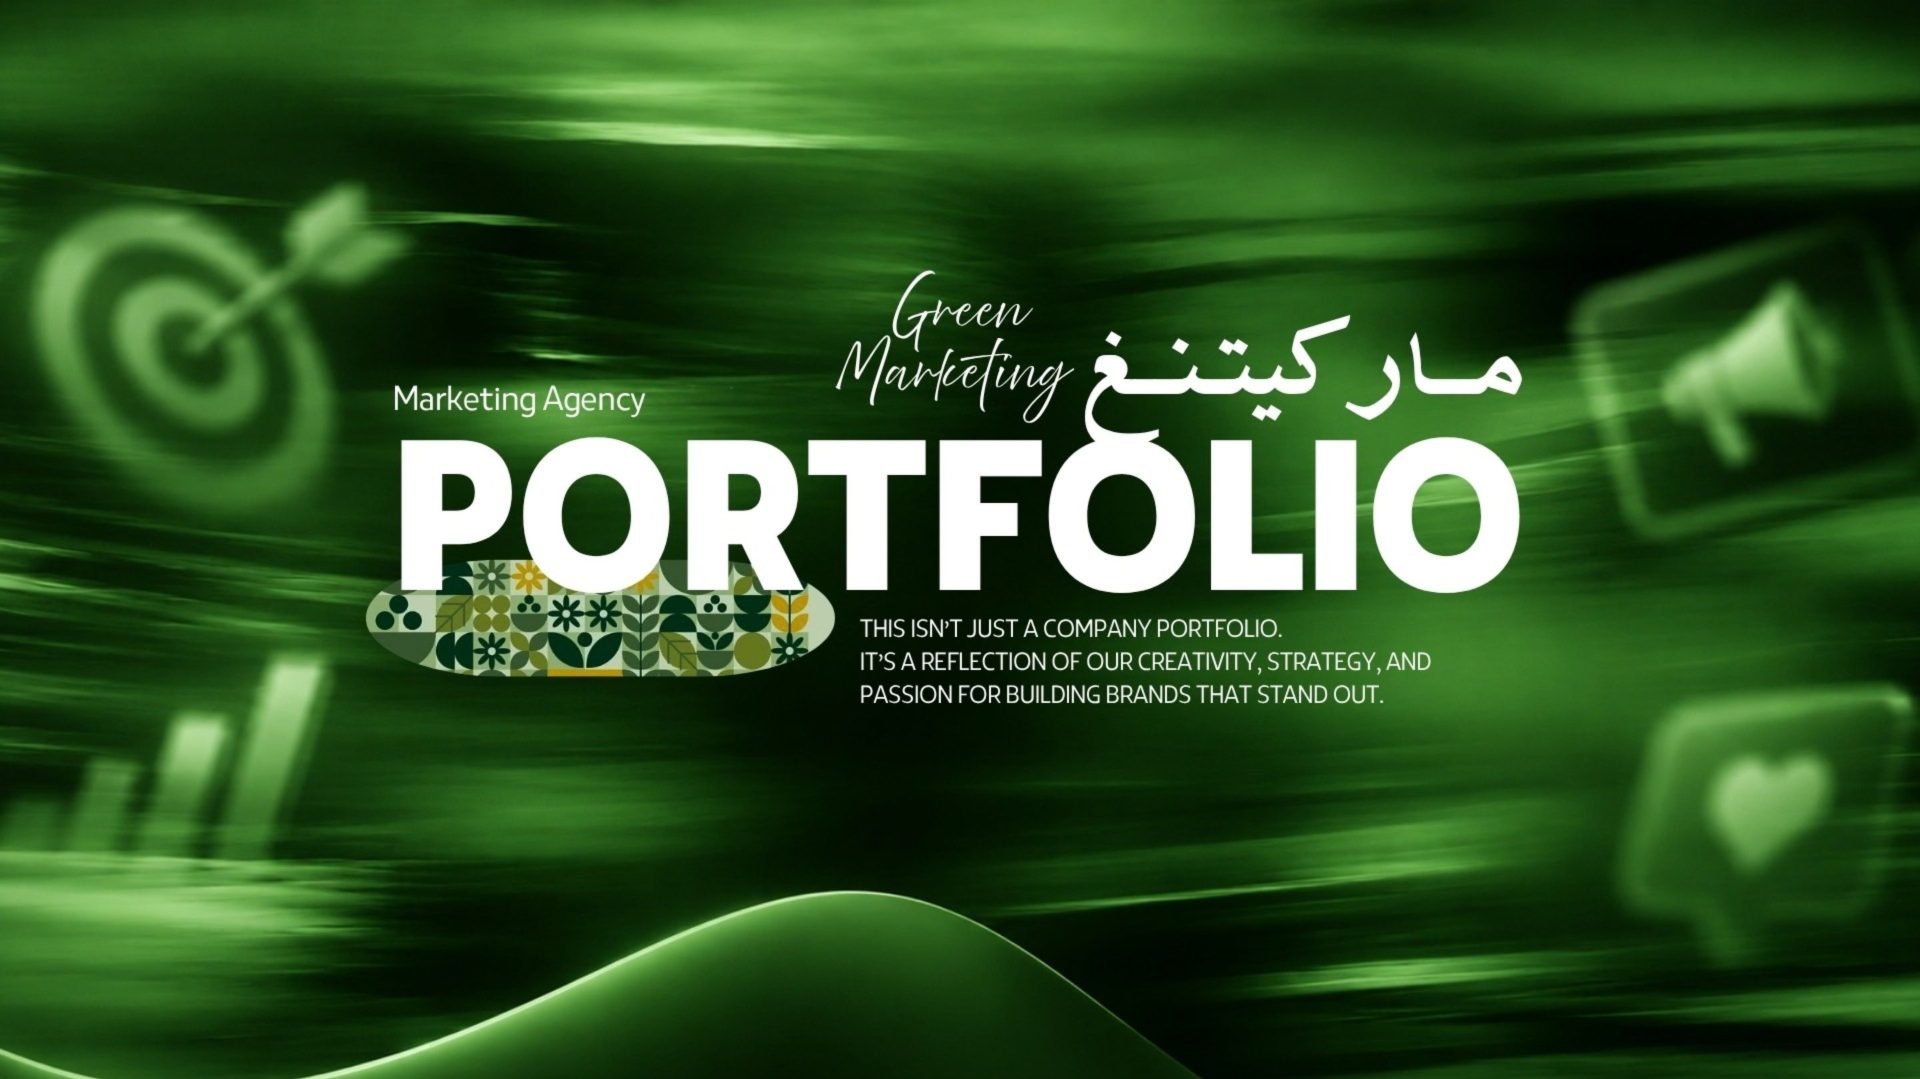 Green
Marketing
ماركيتنغ
Marketing Agency
PORTFOLIO
THIS ISN'T JUST A COMPANY PORTFOLIO.
IT'S A REFLECTION OF OUR CREATIVITY, STRATEGY, AND
PASSION FOR BUILDING BRANDS THAT STAND OUT.